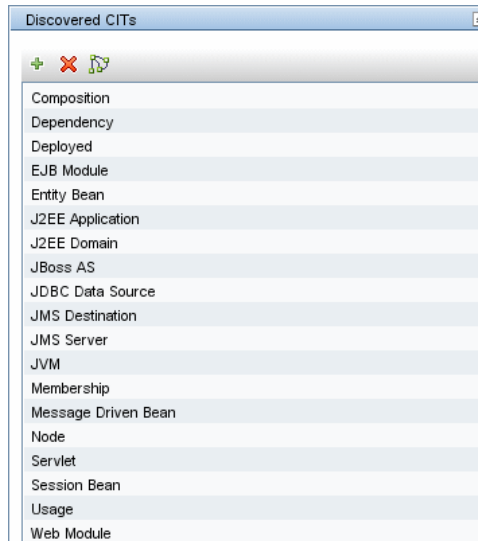 Discovered CITs
Composition
Dependency
Deployed
EJB Module
Entity Bean
J2EE Application
J2EE Domain
JBoss AS
JDBC Data Source
JMS Destination
JMS Server
JVM
Membership
Message Driven Bean
Node
Servlet
Session Bean
Usage
Web Module